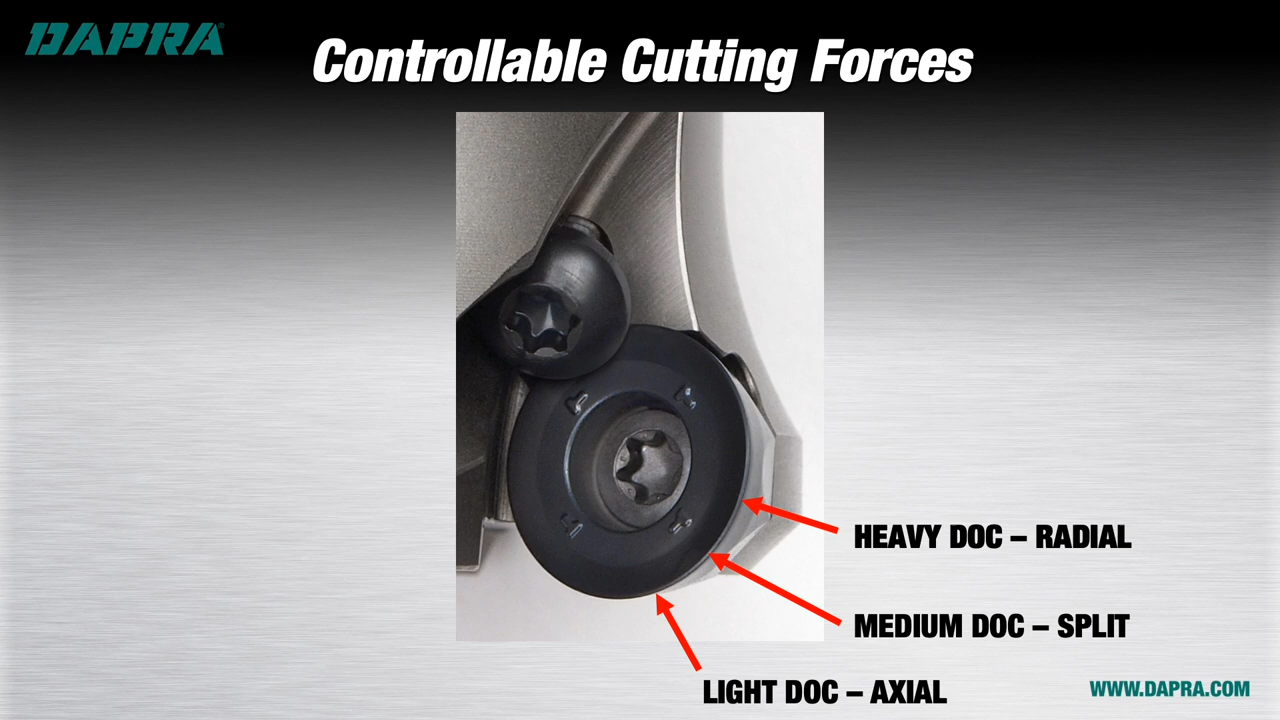 DAPRA®
Controllable Cutting Forces
HEAVY DOC – RADIAL
MEDIUM DOC – SPLIT
LIGHT DOC – AXIAL
WWW.DAPRA.COM